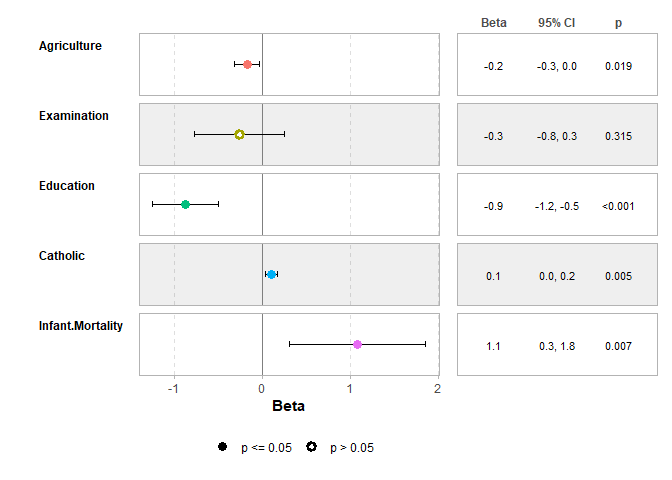 Beta 95% CI p
Agriculture
-0.2 -0.3, 0.0 0.019
Examination
-0.3 -0.8, 0.3 0.315
Education
-0.9 -1.2, -0.5 <0.001
Catholic
0.1 0.0, 0.2 0.005
Infant.Mortality
1.1 0.3, 1.8 0.007
-1 0 1 2
Beta
p <= 0.05 p > 0.05